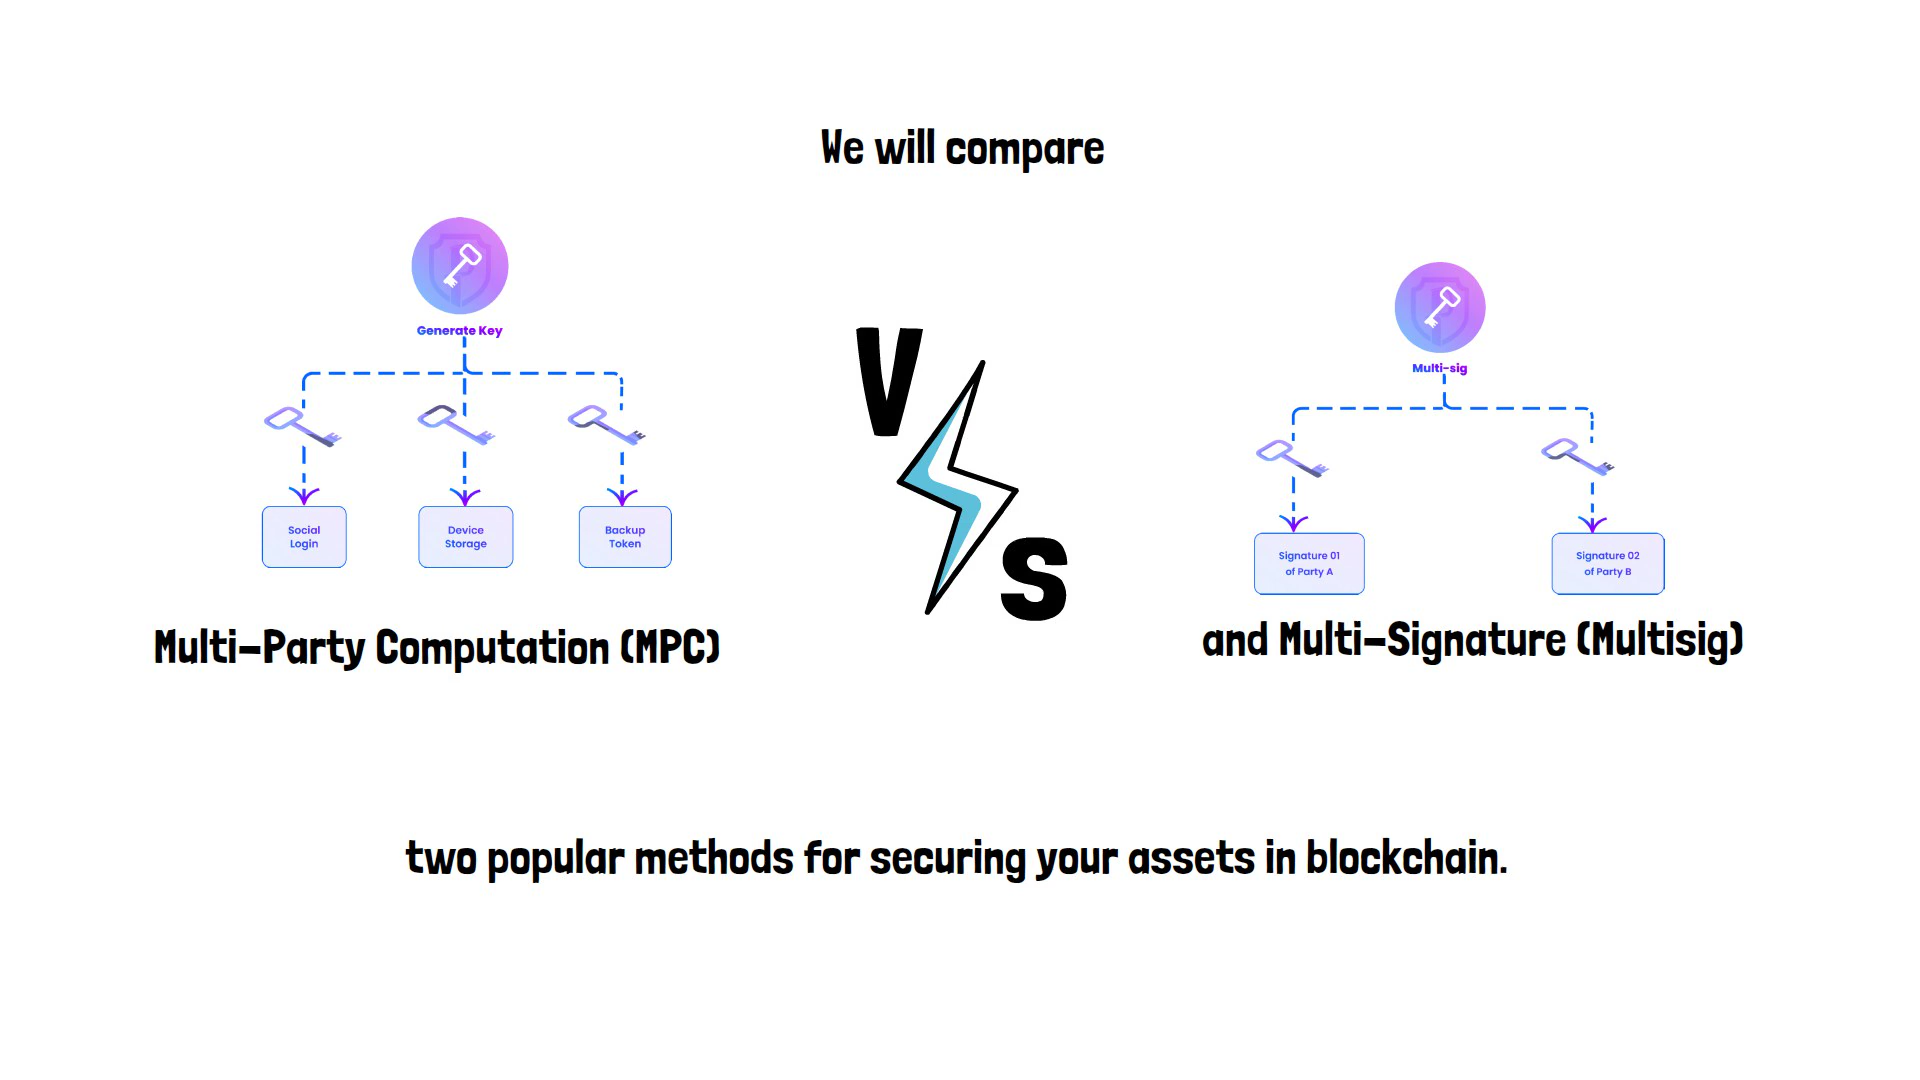 We will compare
Generate Key
Social
Login
Device
Storage
Backup
Token
Multi-Party Computation (MPC)
V
S
Multi-sig
Signature 01
of Party A
Signature 02
of Party B
and Multi-Signature (Multisig)
two popular methods for securing your assets in blockchain.